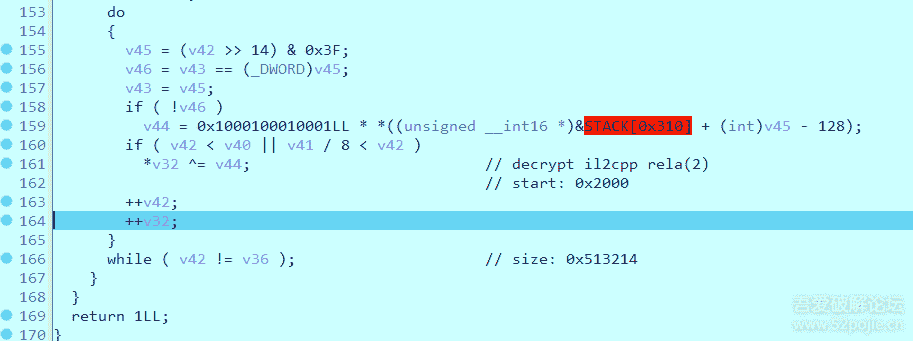 153 do
154 {
155 v45 = (v42 >> 14) & 0x3F;
156 v46 = v43 == (_DWORD)v45;
157 v43 = v45;
158 if ( !v46 )
159 v44 = 0x1000100010001LL * *((unsigned __int16 *)&STACK[0x310] + (int)v45 - 128);
160 if ( v42 < v40 || v41 / 8 < v42 )
161 *v32 ^= v44; // decrypt il2cpp rela(2)
162 // start: 0x2000
163 ++v42;
164 ++v32;
165 }
166 while ( v42 != v36 ); // size: 0x513214
167 }
168 }
169 return 1LL;
170 }
吾爱破解论坛
www.52pojie.cn